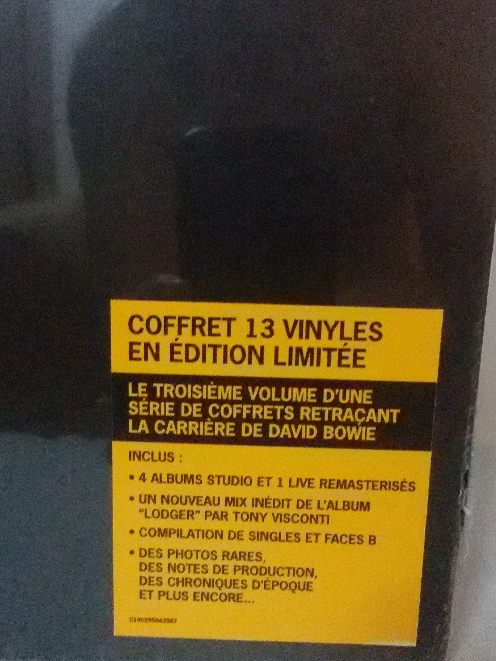 COFFRET 13 VINYLES
EN ÉDITION LIMITÉE
LE TROISIÈME VOLUME D'UNE
SÉRIE DE COFFRETS RETRAÇANT
LA CARRIÈRE DE DAVID BOWIE
INCLUS :
• 4 ALBUMS STUDIO ET 1 LIVE REMASTERISÉS
• UN NOUVEAU MIX INÉDIT DE L'ALBUM
"LODGER" PAR TONY VISCONTI
• COMPILATION DE SINGLES ET FACES B
• DES PHOTOS RARES,
DES NOTES DE PRODUCTION,
DES CHRONIQUES D'ÉPOQUE
ET PLUS ENCORE...